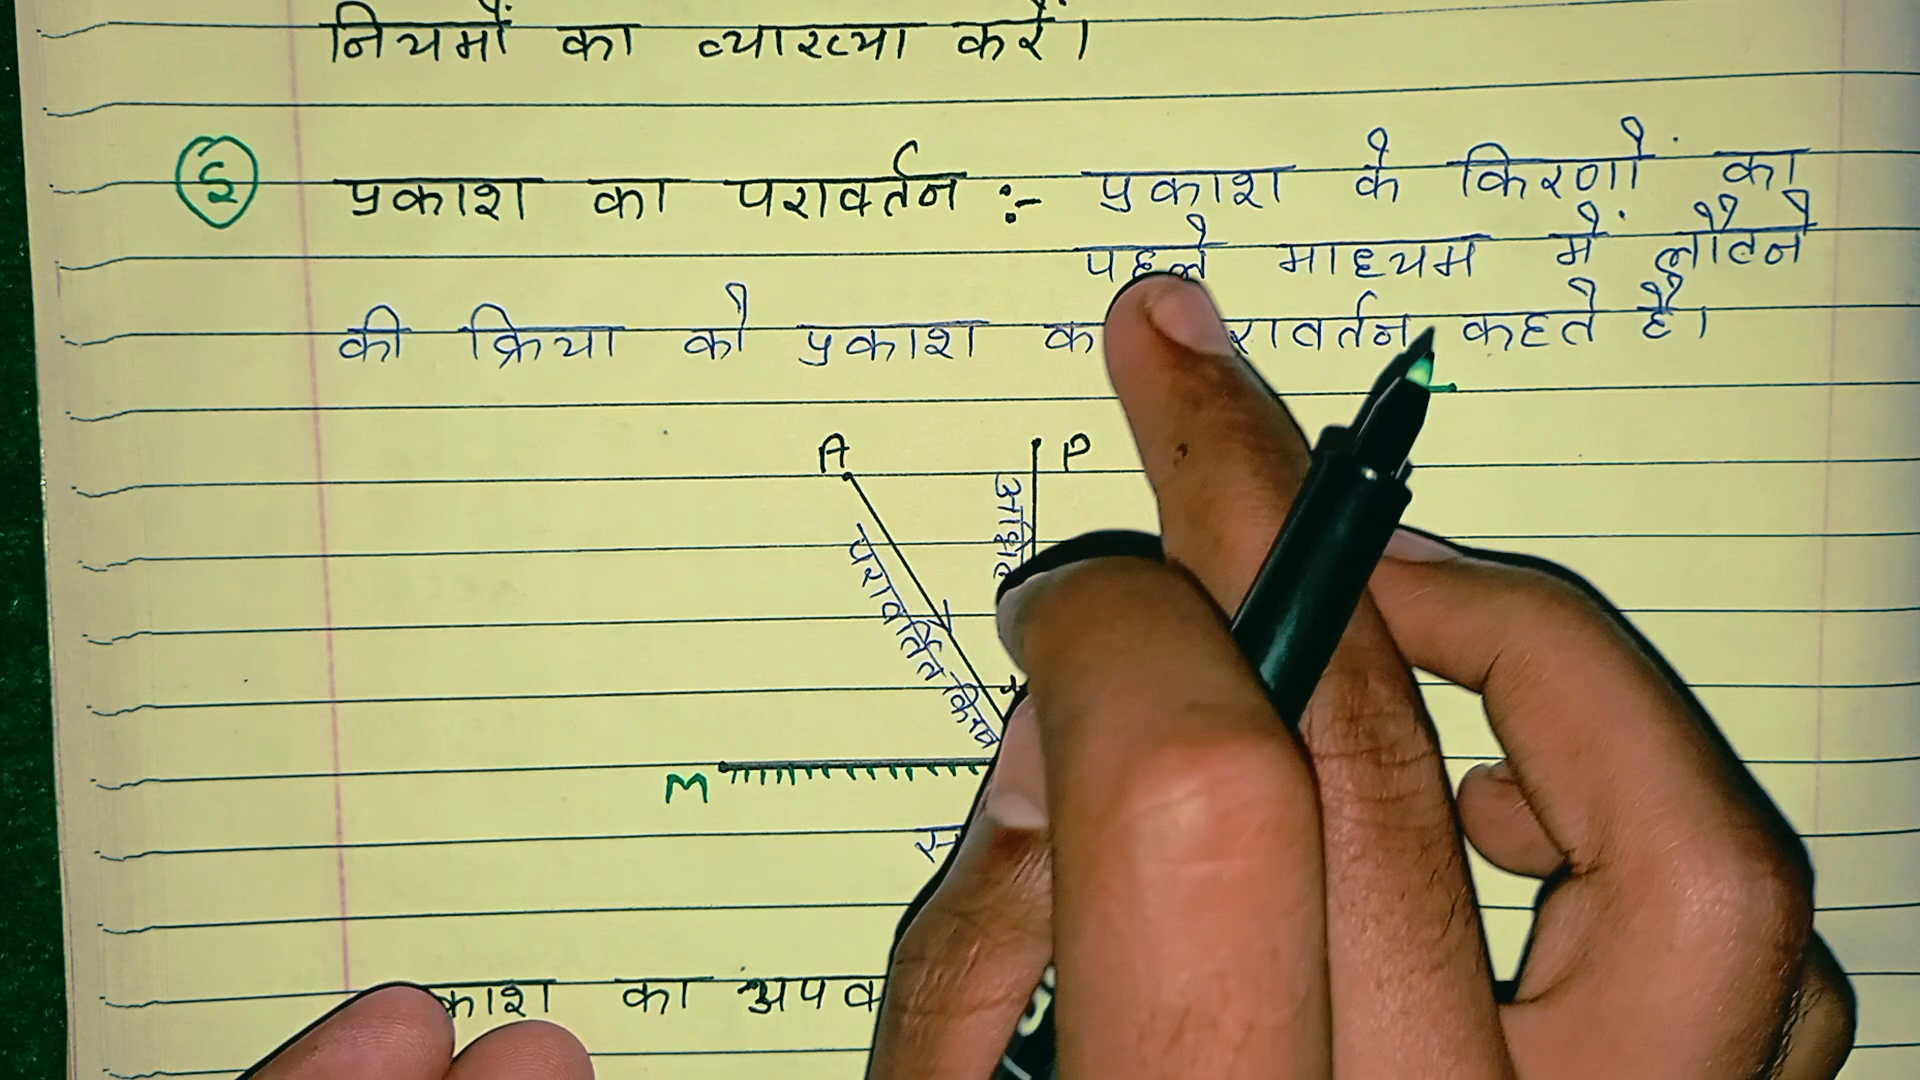 नियमों का व्याख्या करें।
प्रकाश का परावर्तन :- प्रकाश के किरणों का
पहले माध्यम में लौटने
की क्रिया को प्रकाश रावर्तन कहते है।
A P
परावर्तित किरण
M
काश का अपव